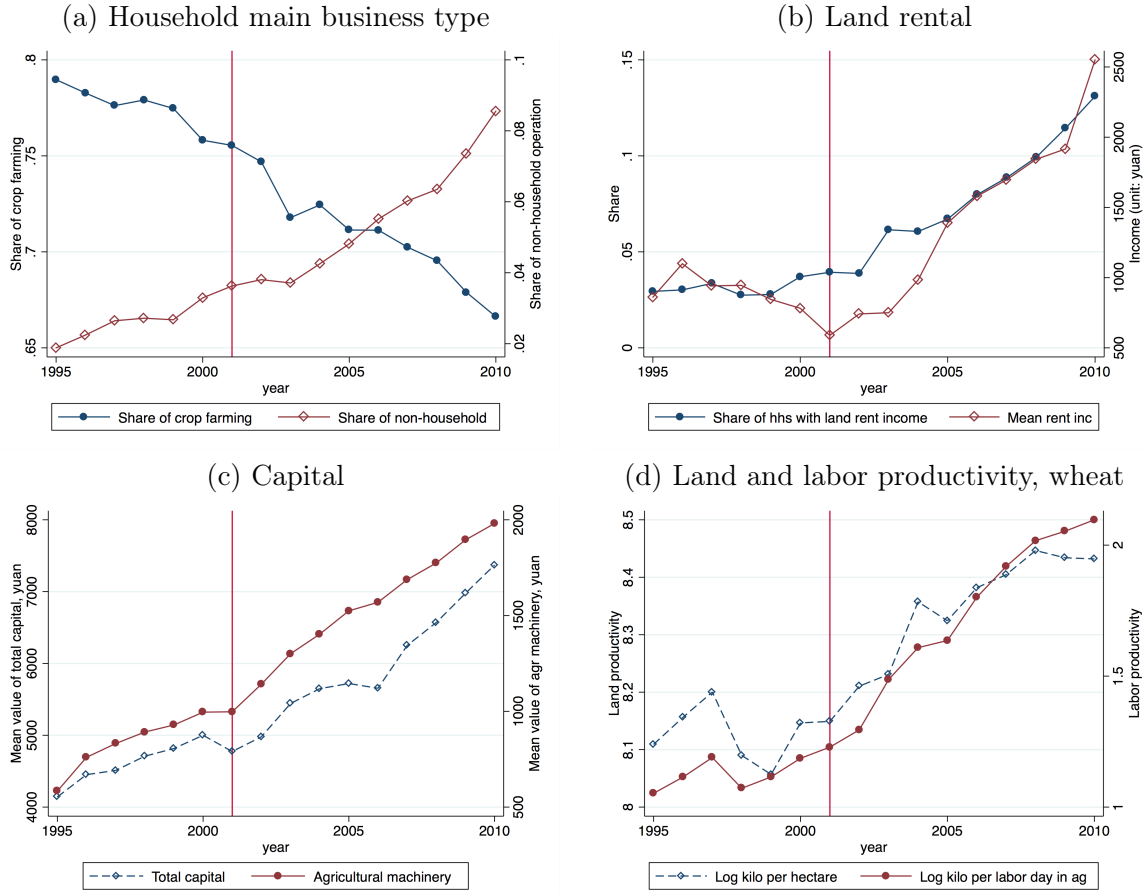 (a) Household main business type
Share of crop farming
.65
.7
.75
.8
Share of non-household operation
.02
.04
.06
.08
.1
1995
2000
2005
2010
year
Share of crop farming
Share of non-household
(b) Land rental
Share
0
.05
.1
.15
Income (unit: yuan)
500
1000
1500
2000
2500
1995
2000
2005
2010
year
Share of hhs with land rent income
Mean rent inc
(c) Capital
Mean value of total capital, yuan
4000
5000
6000
7000
8000
Mean value of agr machinery, yuan
500
1000
1500
2000
1995
2000
2005
2010
year
Total capital
Agricultural machinery
(d) Land and labor productivity, wheat
Land productivity
8
8.1
8.2
8.3
8.4
8.5
Labor productivity
1
1.5
2
1995
2000
2005
2010
year
Log kilo per hectare
Log kilo per labor day in ag